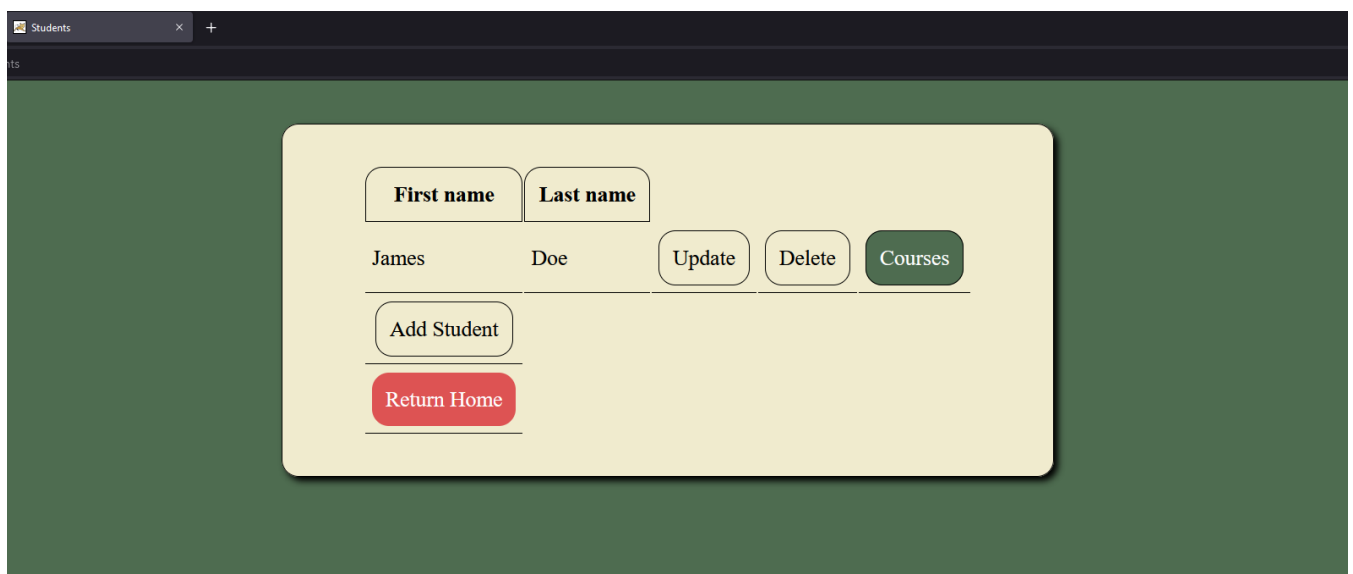 Students
nts
First name Last name
James Doe Update Delete Courses
Add Student
Return Home